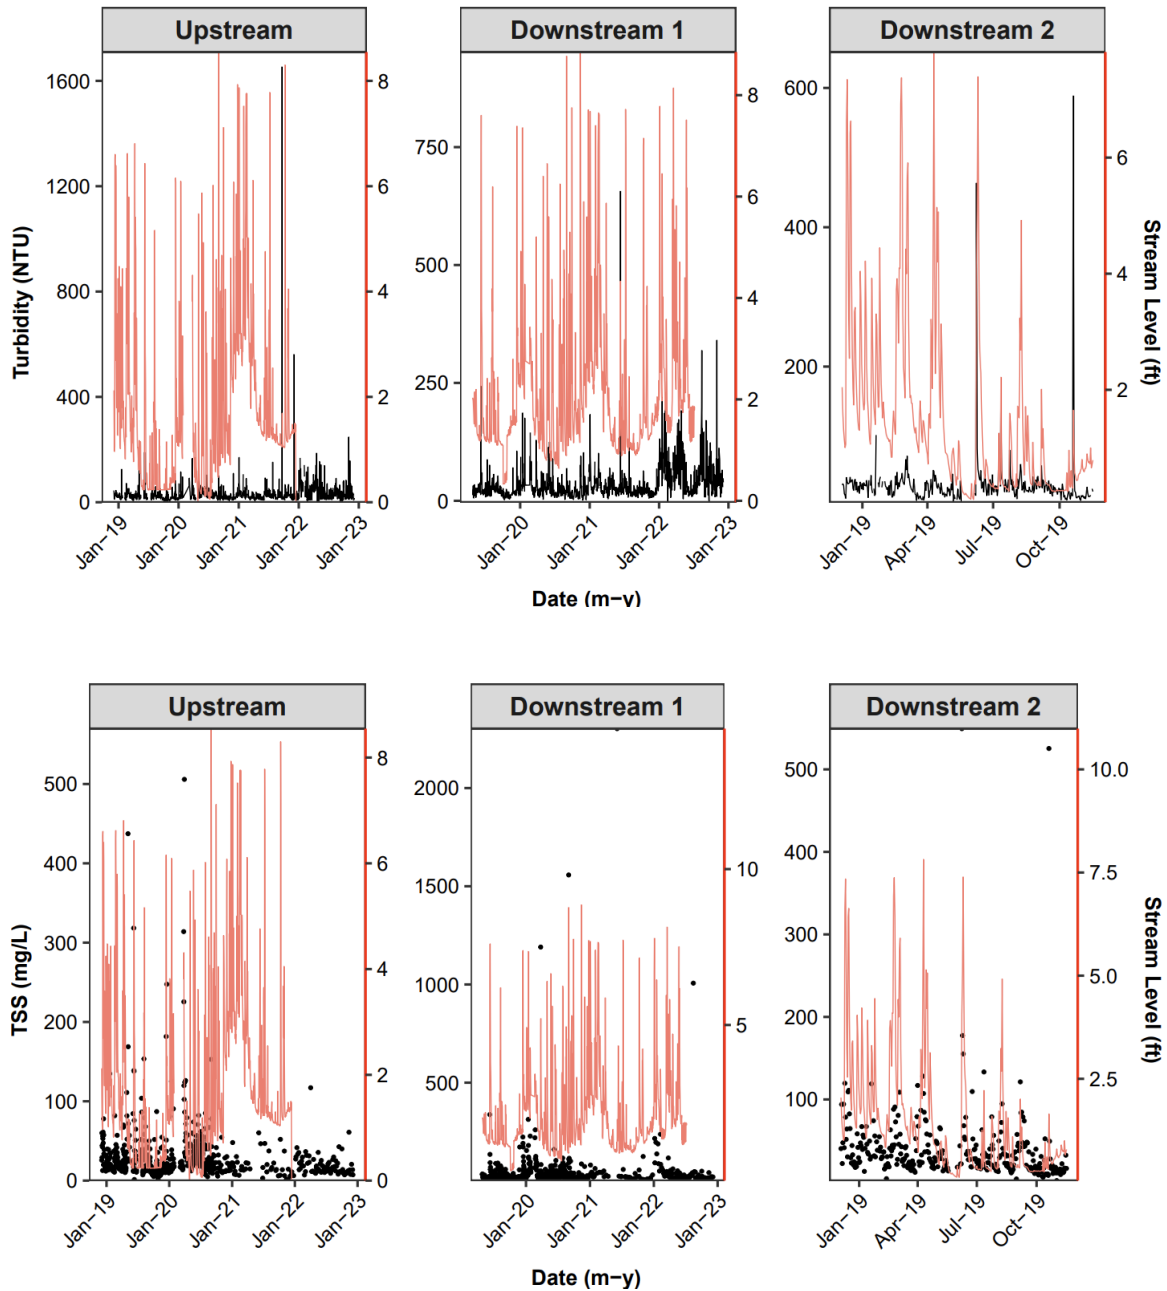 Upstream
Downstream 1
Downstream 2
Turbidity (NTU)
1600
1200
800
400
0
8
6
4
2
0
750
500
250
0
8
6
4
2
0
600
400
200
6
4
2
Stream Level (ft)
Jan−19
Jan−20
Jan−21
Jan−22
Jan−23
Jan−20
Jan−21
Jan−22
Jan−23
Jan−19
Apr−19
Jul−19
Oct−19
Date (m−y)
Upstream
Downstream 1
Downstream 2
TSS (mg/L)
500
400
300
200
100
0
8
6
4
2
0
2000
1500
1000
500
10
5
500
400
300
200
100
10.0
7.5
5.0
2.5
Stream Level (ft)
Jan−19
Jan−20
Jan−21
Jan−22
Jan−23
Jan−20
Jan−21
Jan−22
Jan−23
Jan−19
Apr−19
Jul−19
Oct−19
Date (m−y)